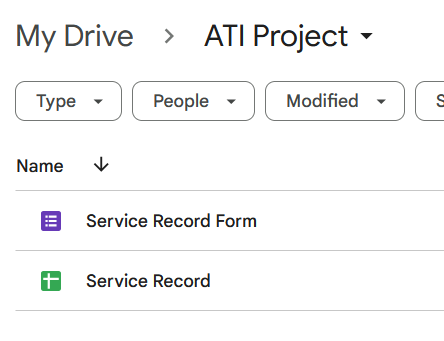 My Drive > ATI Project
Type People Modified S
Name
Service Record Form
Service Record